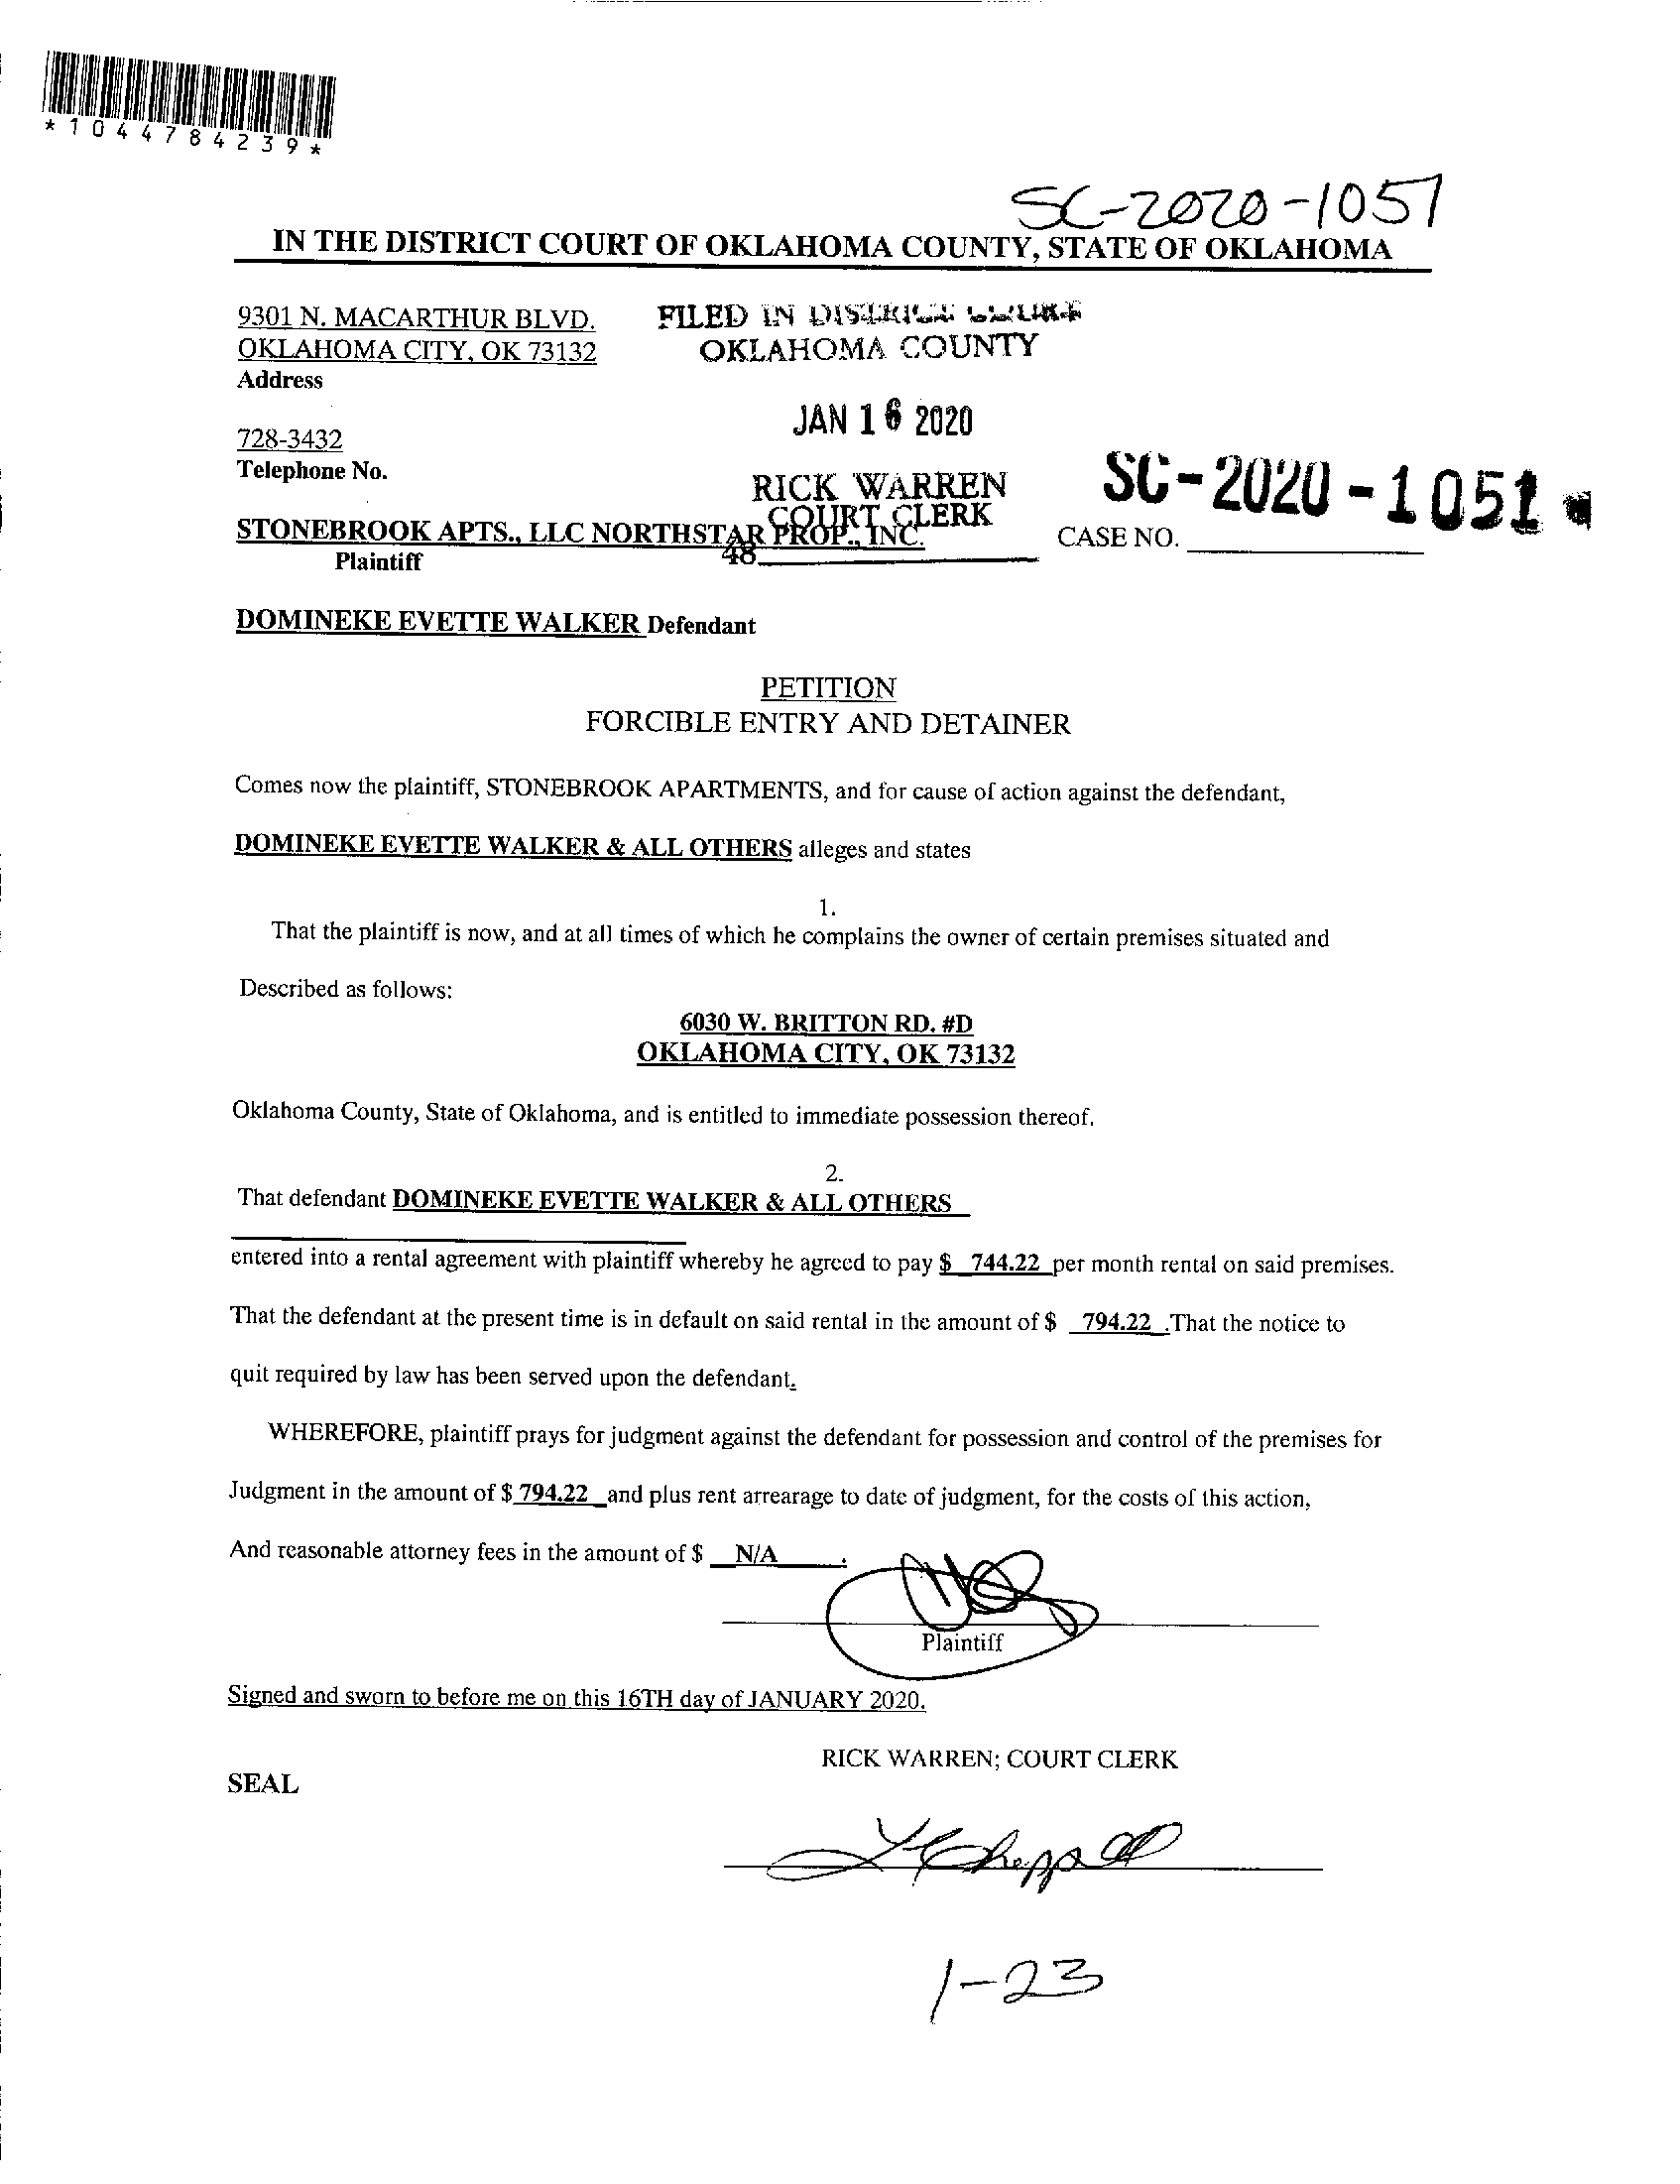 *1044784239*
SC-2020-1051
IN THE DISTRICT COURT OF OKLAHOMA COUNTY, STATE OF OKLAHOMA
9301 N. MACARTHUR BLVD.
OKLAHOMA CITY, OK 73132
Address
FILED IN DISTRICT COURT
OKLAHOMA COUNTY
JAN 16 2020
728-3432
Telephone No.
RICK WARREN
COURT CLERK
48
SC-2020-1051
CASE NO.
STONEBROOK APTS., LLC NORTHSTAR PROP., INC.
Plaintiff
DOMINEKE EVETTE WALKER Defendant
PETITION
FORCIBLE ENTRY AND DETAINER
Comes now the plaintiff, STONEBROOK APARTMENTS, and for cause of action against the defendant,
DOMINEKE EVETTE WALKER & ALL OTHERS alleges and states
1.
That the plaintiff is now, and at all times of which he complains the owner of certain premises situated and
Described as follows:
6030 W. BRITTON RD. #D
OKLAHOMA CITY, OK 73132
Oklahoma County, State of Oklahoma, and is entitled to immediate possession thereof.
2.
That defendant DOMINEKE EVETTE WALKER & ALL OTHERS
entered into a rental agreement with plaintiff whereby he agreed to pay $ 744.22 per month rental on said premises.
That the defendant at the present time is in default on said rental in the amount of $ 794.22 .That the notice to
quit required by law has been served upon the defendant.
WHEREFORE, plaintiff prays for judgment against the defendant for possession and control of the premises for
Judgment in the amount of $ 794.22 and plus rent arrearage to date of judgment, for the costs of this action,
And reasonable attorney fees in the amount of $ N/A .
Plaintiff
Signed and sworn to before me on this 16TH day of JANUARY 2020.
RICK WARREN; COURT CLERK
SEAL
1-23